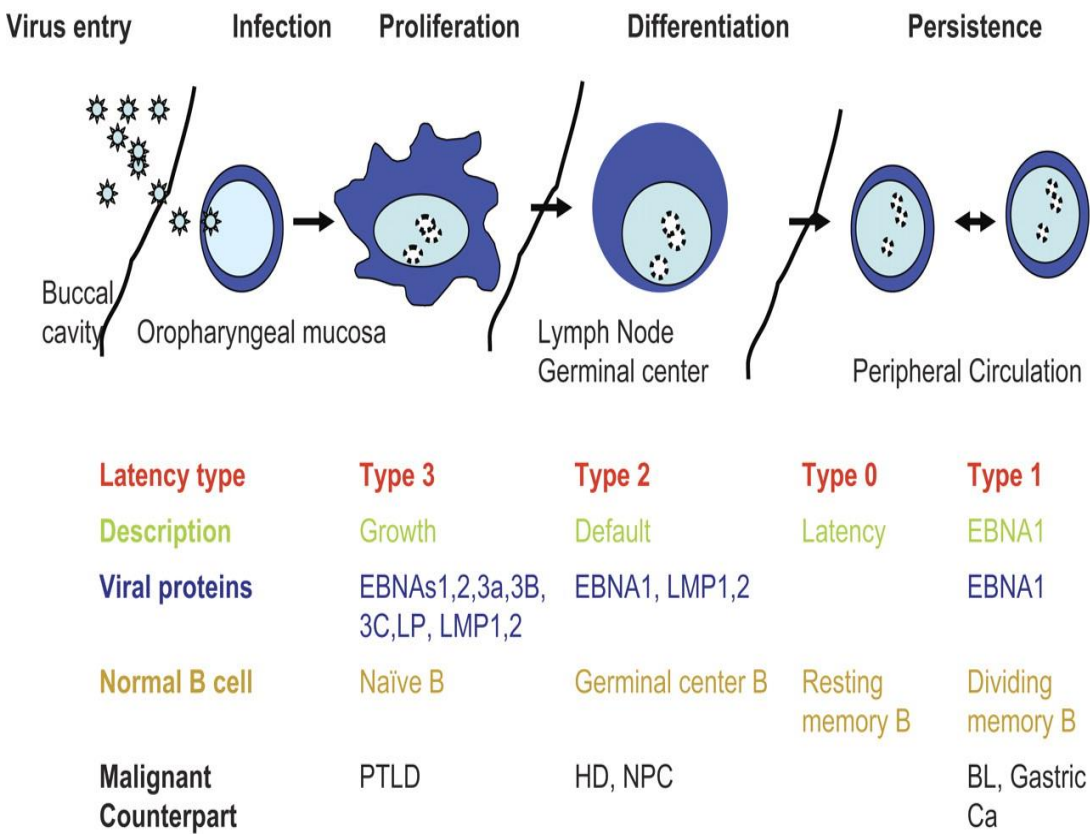 Virus entry Infection Proliferation Differentiation Persistence
Buccal
cavity
Oropharyngeal mucosa
Lymph Node
Germinal center
Peripheral Circulation
Latency type Type 3 Type 2 Type 0 Type 1
Description Growth Default Latency EBNA1
Viral proteins EBNAs1,2,3a,3B, EBNA1, LMP1,2 EBNA1
3C,LP, LMP1,2
Normal B cell Naïve B Germinal center B Resting Dividing
memory B memory B
Malignant PTLD HD, NPC BL, Gastric
Counterpart Ca